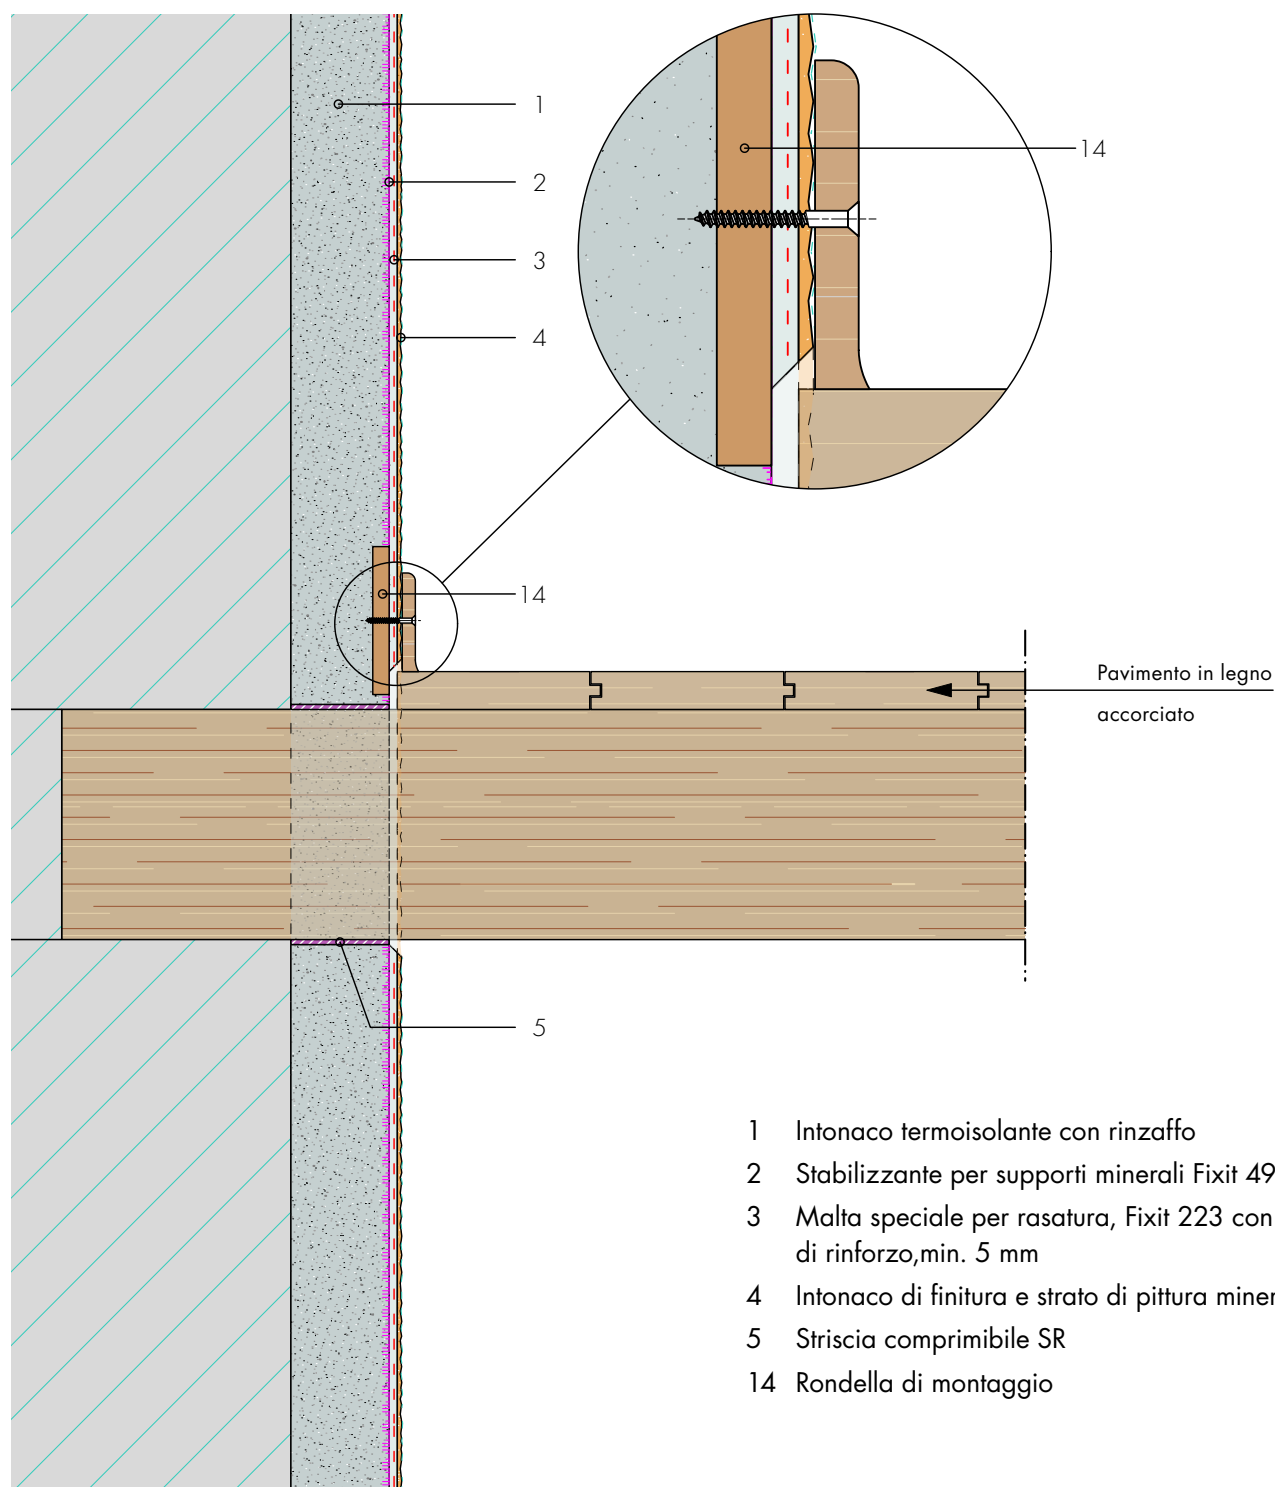 1
2
3
4
14
14
Pavimento in legno
accorciato
5
1 Intonaco termoisolante con rinzaffo
2 Stabilizzante per supporti minerali Fixit 49
3 Malta speciale per rasatura, Fixit 223 con
di rinforzo,min. 5 mm
4 Intonaco di finitura e strato di pittura miner
5 Striscia comprimibile SR
14 Rondella di montaggio